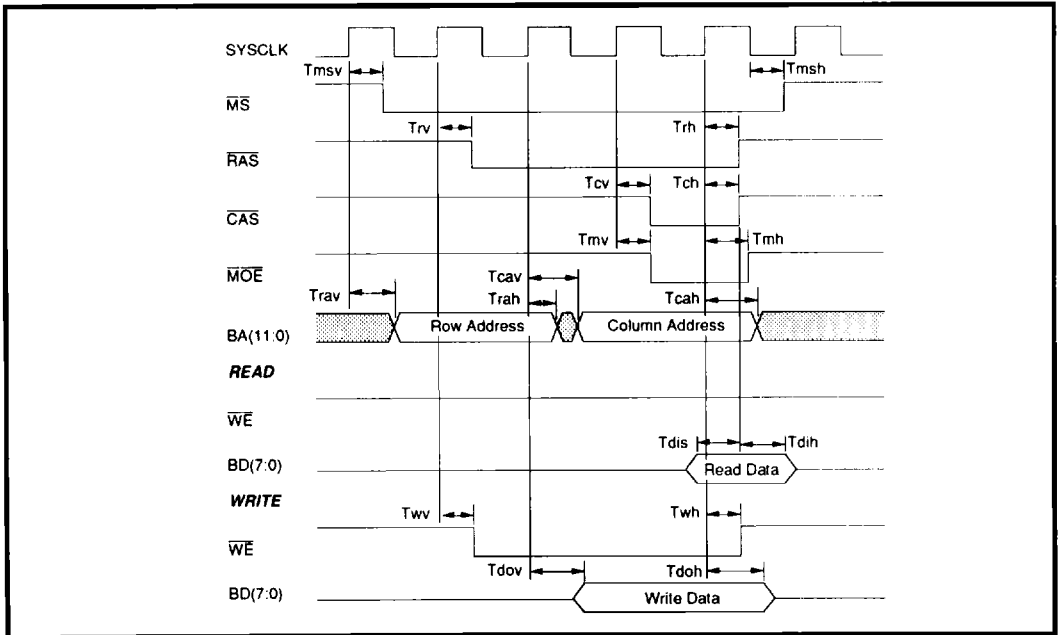 SYSCLK
Tmsv Tmsh
MS
Trv Trh
RAS
Tcv Tch
CAS
Tmv Tmh
MOE
Tcav
Trav Trah Tcah
Row Address Column Address
BA(11:0)
READ
WE
Tdis Tdih
BD(7:0) Read Data
WRITE
Twv Twh
WE
Tdov Tdoh
BD(7:0) Write Data